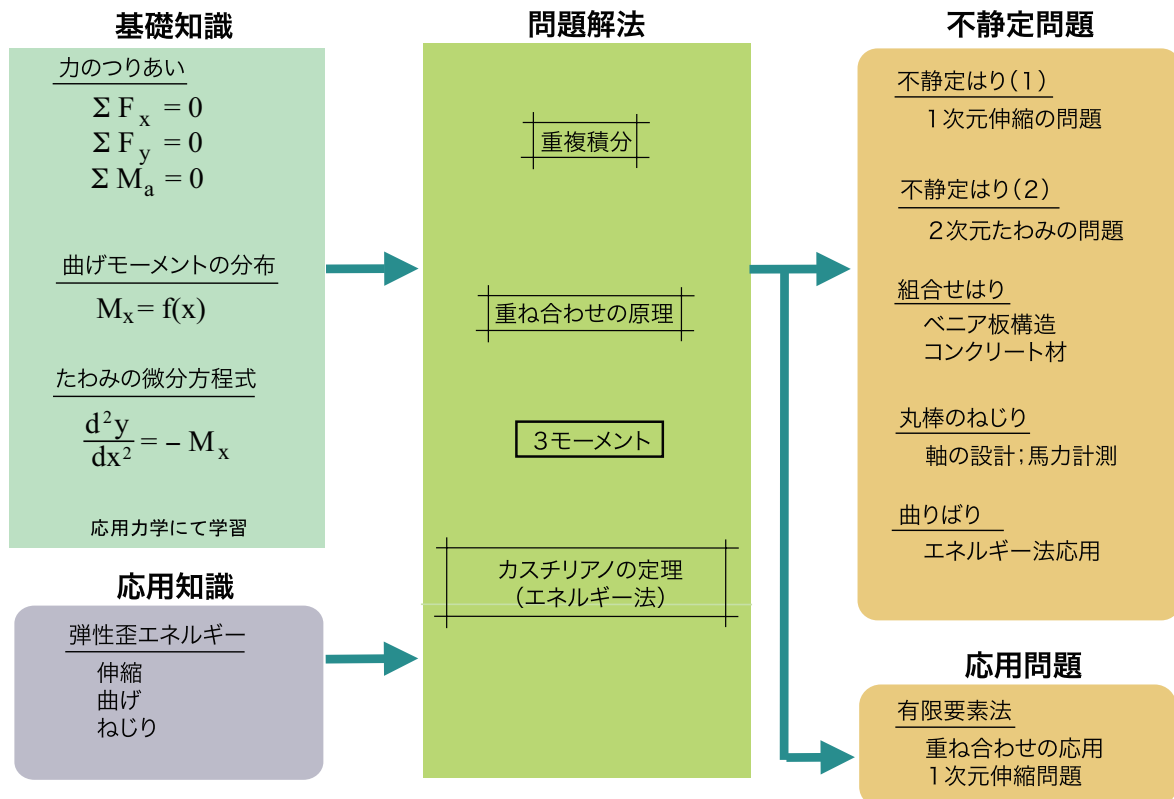 基礎知識
力のつりあい
Σ F_x = 0
Σ F_y = 0
Σ M_a = 0
曲げモーメントの分布
M_x = f(x)
たわみの微分方程式
d²y/dx² = − M_x
応用力学にて学習
応用知識
弾性歪エネルギー
伸縮
曲げ
ねじり
問題解法
重複積分
重ね合わせの原理
3モーメント
カスチリアノの定理
(エネルギー法)
不静定問題
不静定はり(1)
1次元伸縮の問題
不静定はり(2)
2次元たわみの問題
組合せはり
ベニア板構造
コンクリート材
丸棒のねじり
軸の設計;馬力計測
曲りばり
エネルギー法応用
応用問題
有限要素法
重ね合わせの応用
1次元伸縮問題